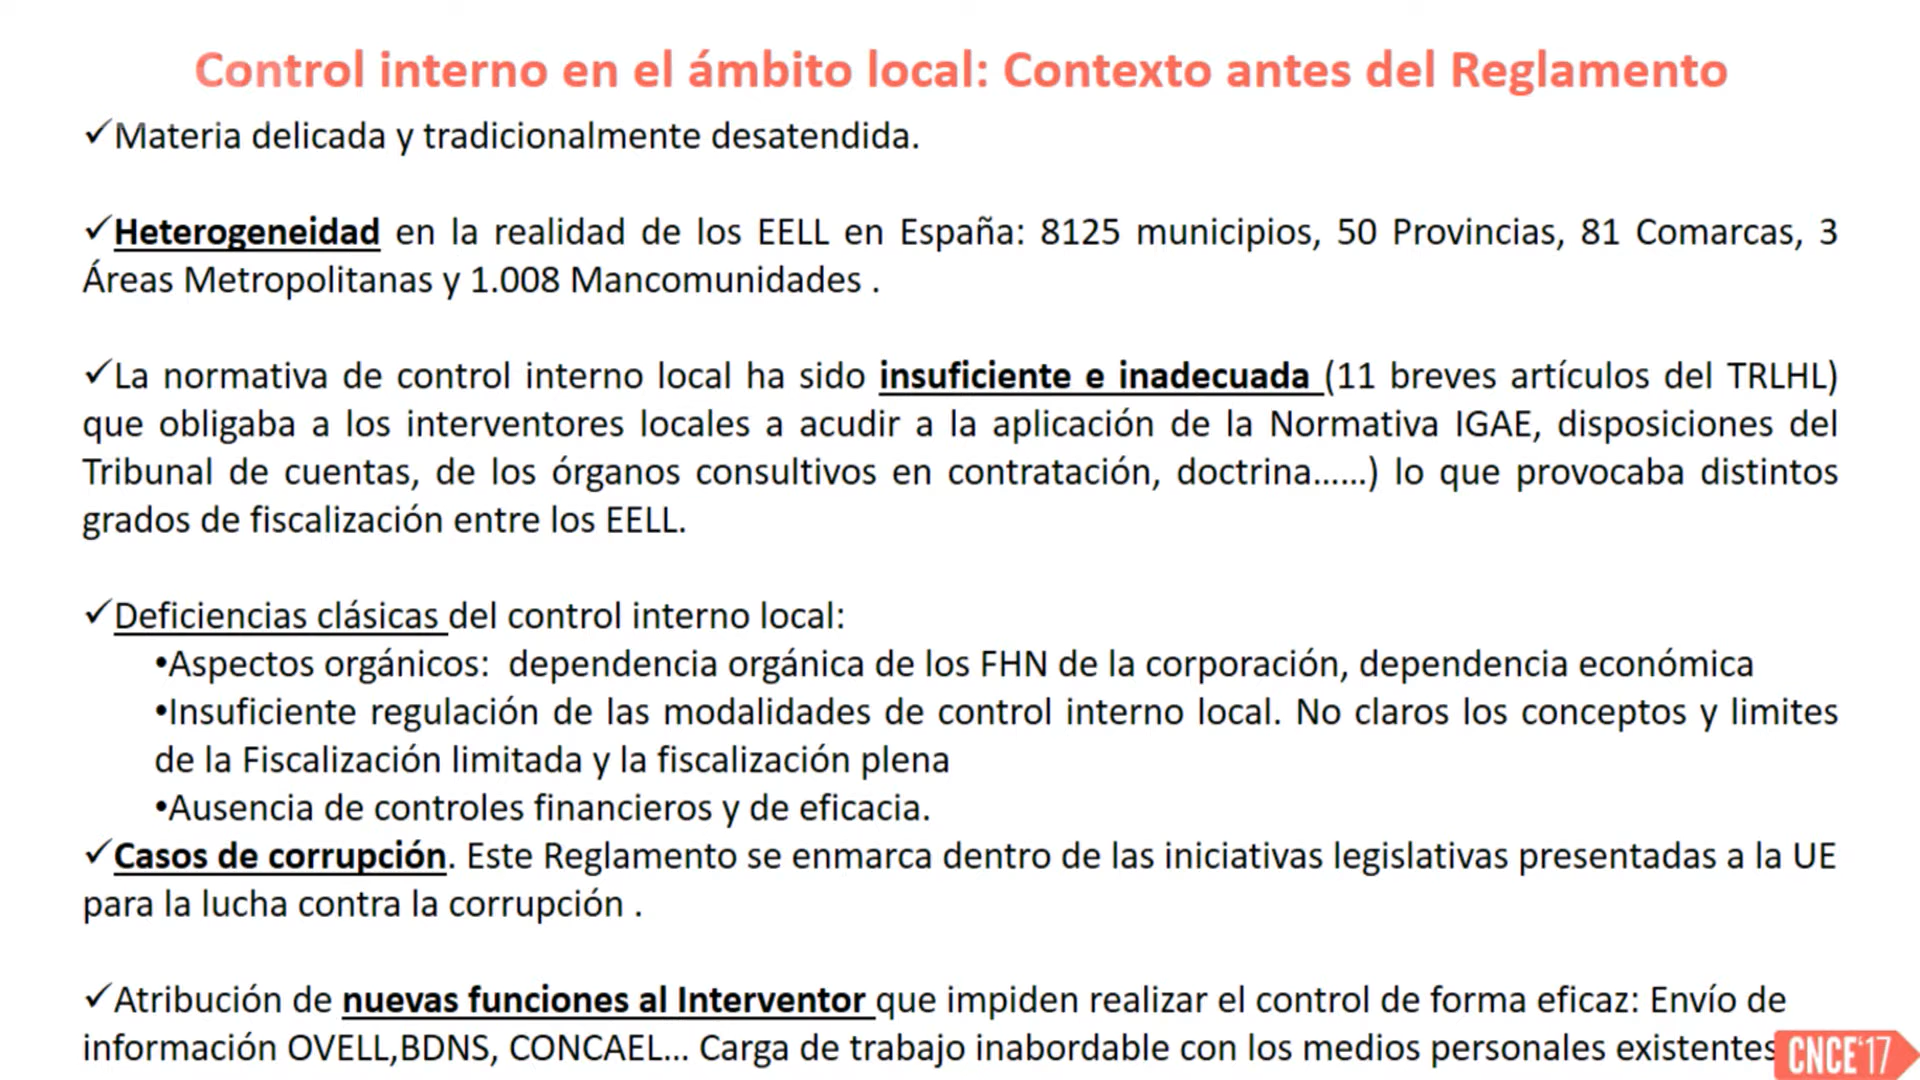 Control interno en el ámbito local: Contexto antes del Reglamento
✓Materia delicada y tradicionalmente desatendida.
✓Heterogeneidad en la realidad de los EELL en España: 8125 municipios, 50 Provincias, 81 Comarcas, 3
Áreas Metropolitanas y 1.008 Mancomunidades .
✓La normativa de control interno local ha sido insuficiente e inadecuada (11 breves artículos del TRLHL)
que obligaba a los interventores locales a acudir a la aplicación de la Normativa IGAE, disposiciones del
Tribunal de cuentas, de los órganos consultivos en contratación, doctrina……) lo que provocaba distintos
grados de fiscalización entre los EELL.
✓Deficiencias clásicas del control interno local:
•Aspectos orgánicos:  dependencia orgánica de los FHN de la corporación, dependencia económica
•Insuficiente regulación de las modalidades de control interno local. No claros los conceptos y limites
de la Fiscalización limitada y la fiscalización plena
•Ausencia de controles financieros y de eficacia.
✓Casos de corrupción. Este Reglamento se enmarca dentro de las iniciativas legislativas presentadas a la UE
para la lucha contra la corrupción .
✓Atribución de nuevas funciones al Interventor que impiden realizar el control de forma eficaz: Envío de
información OVELL,BDNS, CONCAEL… Carga de trabajo inabordable con los medios personales existentes
CNCE'17